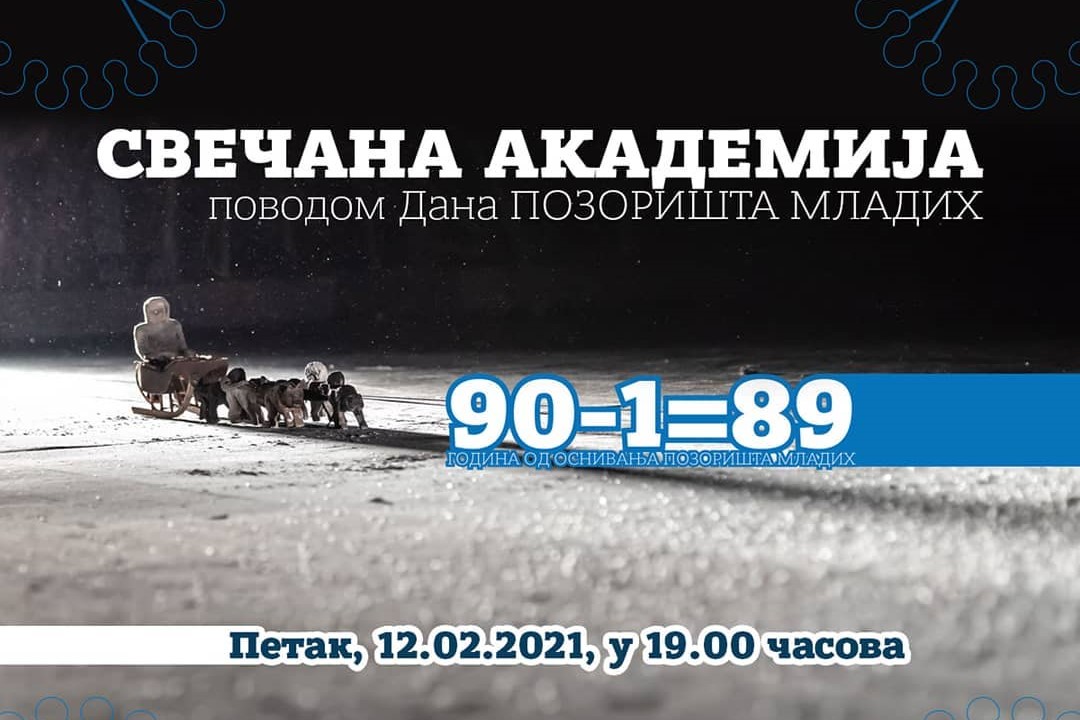 СВЕЧАНА АКАДЕМИЈА
поводом Дана ПОЗОРИШТА МЛАДИХ
90-1=89
ГОДИНА ОД ОСНИВАЊА ПОЗОРИШТА МЛАДИХ
Петак, 12.02.2021, у 19.00 часова